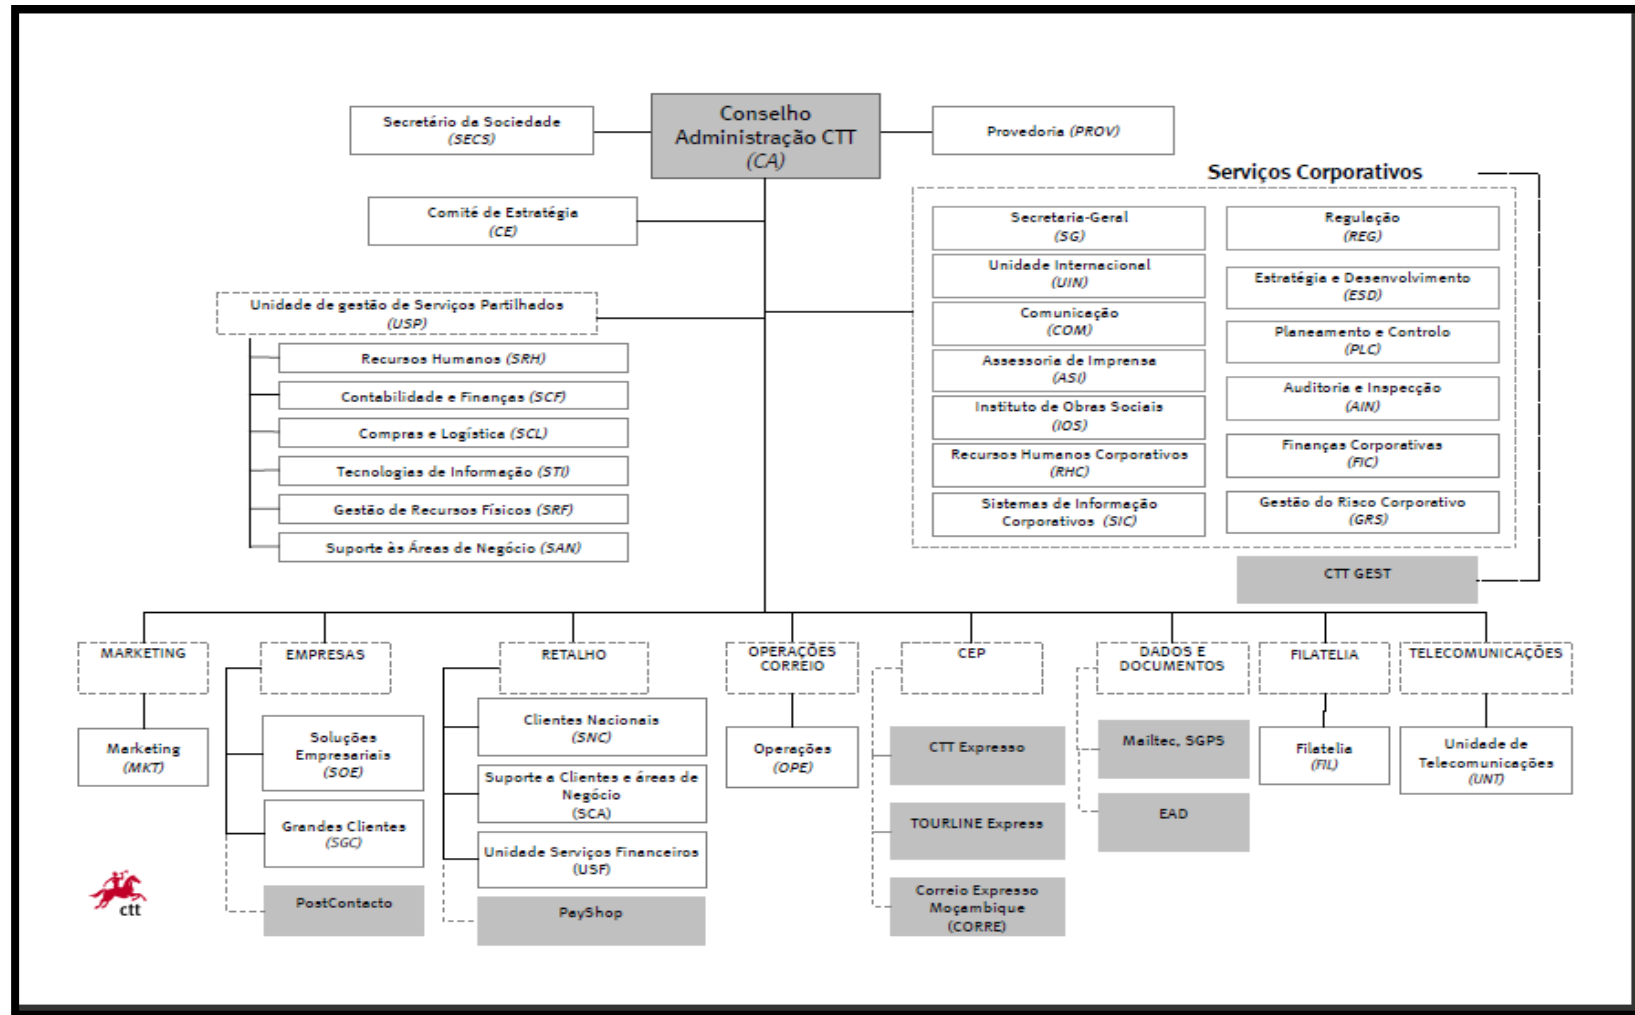 Conselho
Administração CTT
(CA)
Secretário da Sociedade
(SECS)
Provedoria (PROV)
Comité de Estratégia
(CE)
Serviços Corporativos
Secretaria-Geral
(SG)
Unidade Internacional
(UIN)
Comunicação
(COM)
Assessoria de Imprensa
(ASI)
Instituto de Obras Sociais
(IOS)
Recursos Humanos Corporativos
(RHC)
Sistemas de Informação
Corporativos (SIC)
Regulação
(REG)
Estratégia e Desenvolvimento
(ESD)
Planeamento e Controlo
(PLC)
Auditoria e Inspecção
(AIN)
Finanças Corporativas
(FIC)
Gestão do Risco Corporativo
(GRS)
CTT GEST
Unidade de gestão de Serviços Partilhados
(USP)
Recursos Humanos (SRH)
Contabilidade e Finanças (SCF)
Compras e Logística (SCL)
Tecnologias de Informação (STI)
Gestão de Recursos Físicos (SRF)
Suporte às Áreas de Negócio (SAN)
MARKETING
Marketing
(MKT)
EMPRESAS
Soluções
Empresariais
(SOE)
Grandes Clientes
(SGC)
PostContacto
RETALHO
Clientes Nacionais
(SNC)
Suporte a Clientes e áreas de
Negócio
(SCA)
Unidade Serviços Financeiros
(USF)
PayShop
OPERAÇÕES
CORREIO
Operações
(OPE)
CEP
CTT Expresso
TOURLINE Express
Correio Expresso
Moçambique
(CORRE)
DADOS E
DOCUMENTOS
Mailtec, SGPS
EAD
FILATELIA
Filatelia
(FIL)
TELECOMUNICAÇÕES
Unidade de
Telecomunicações
(UNT)
ctt